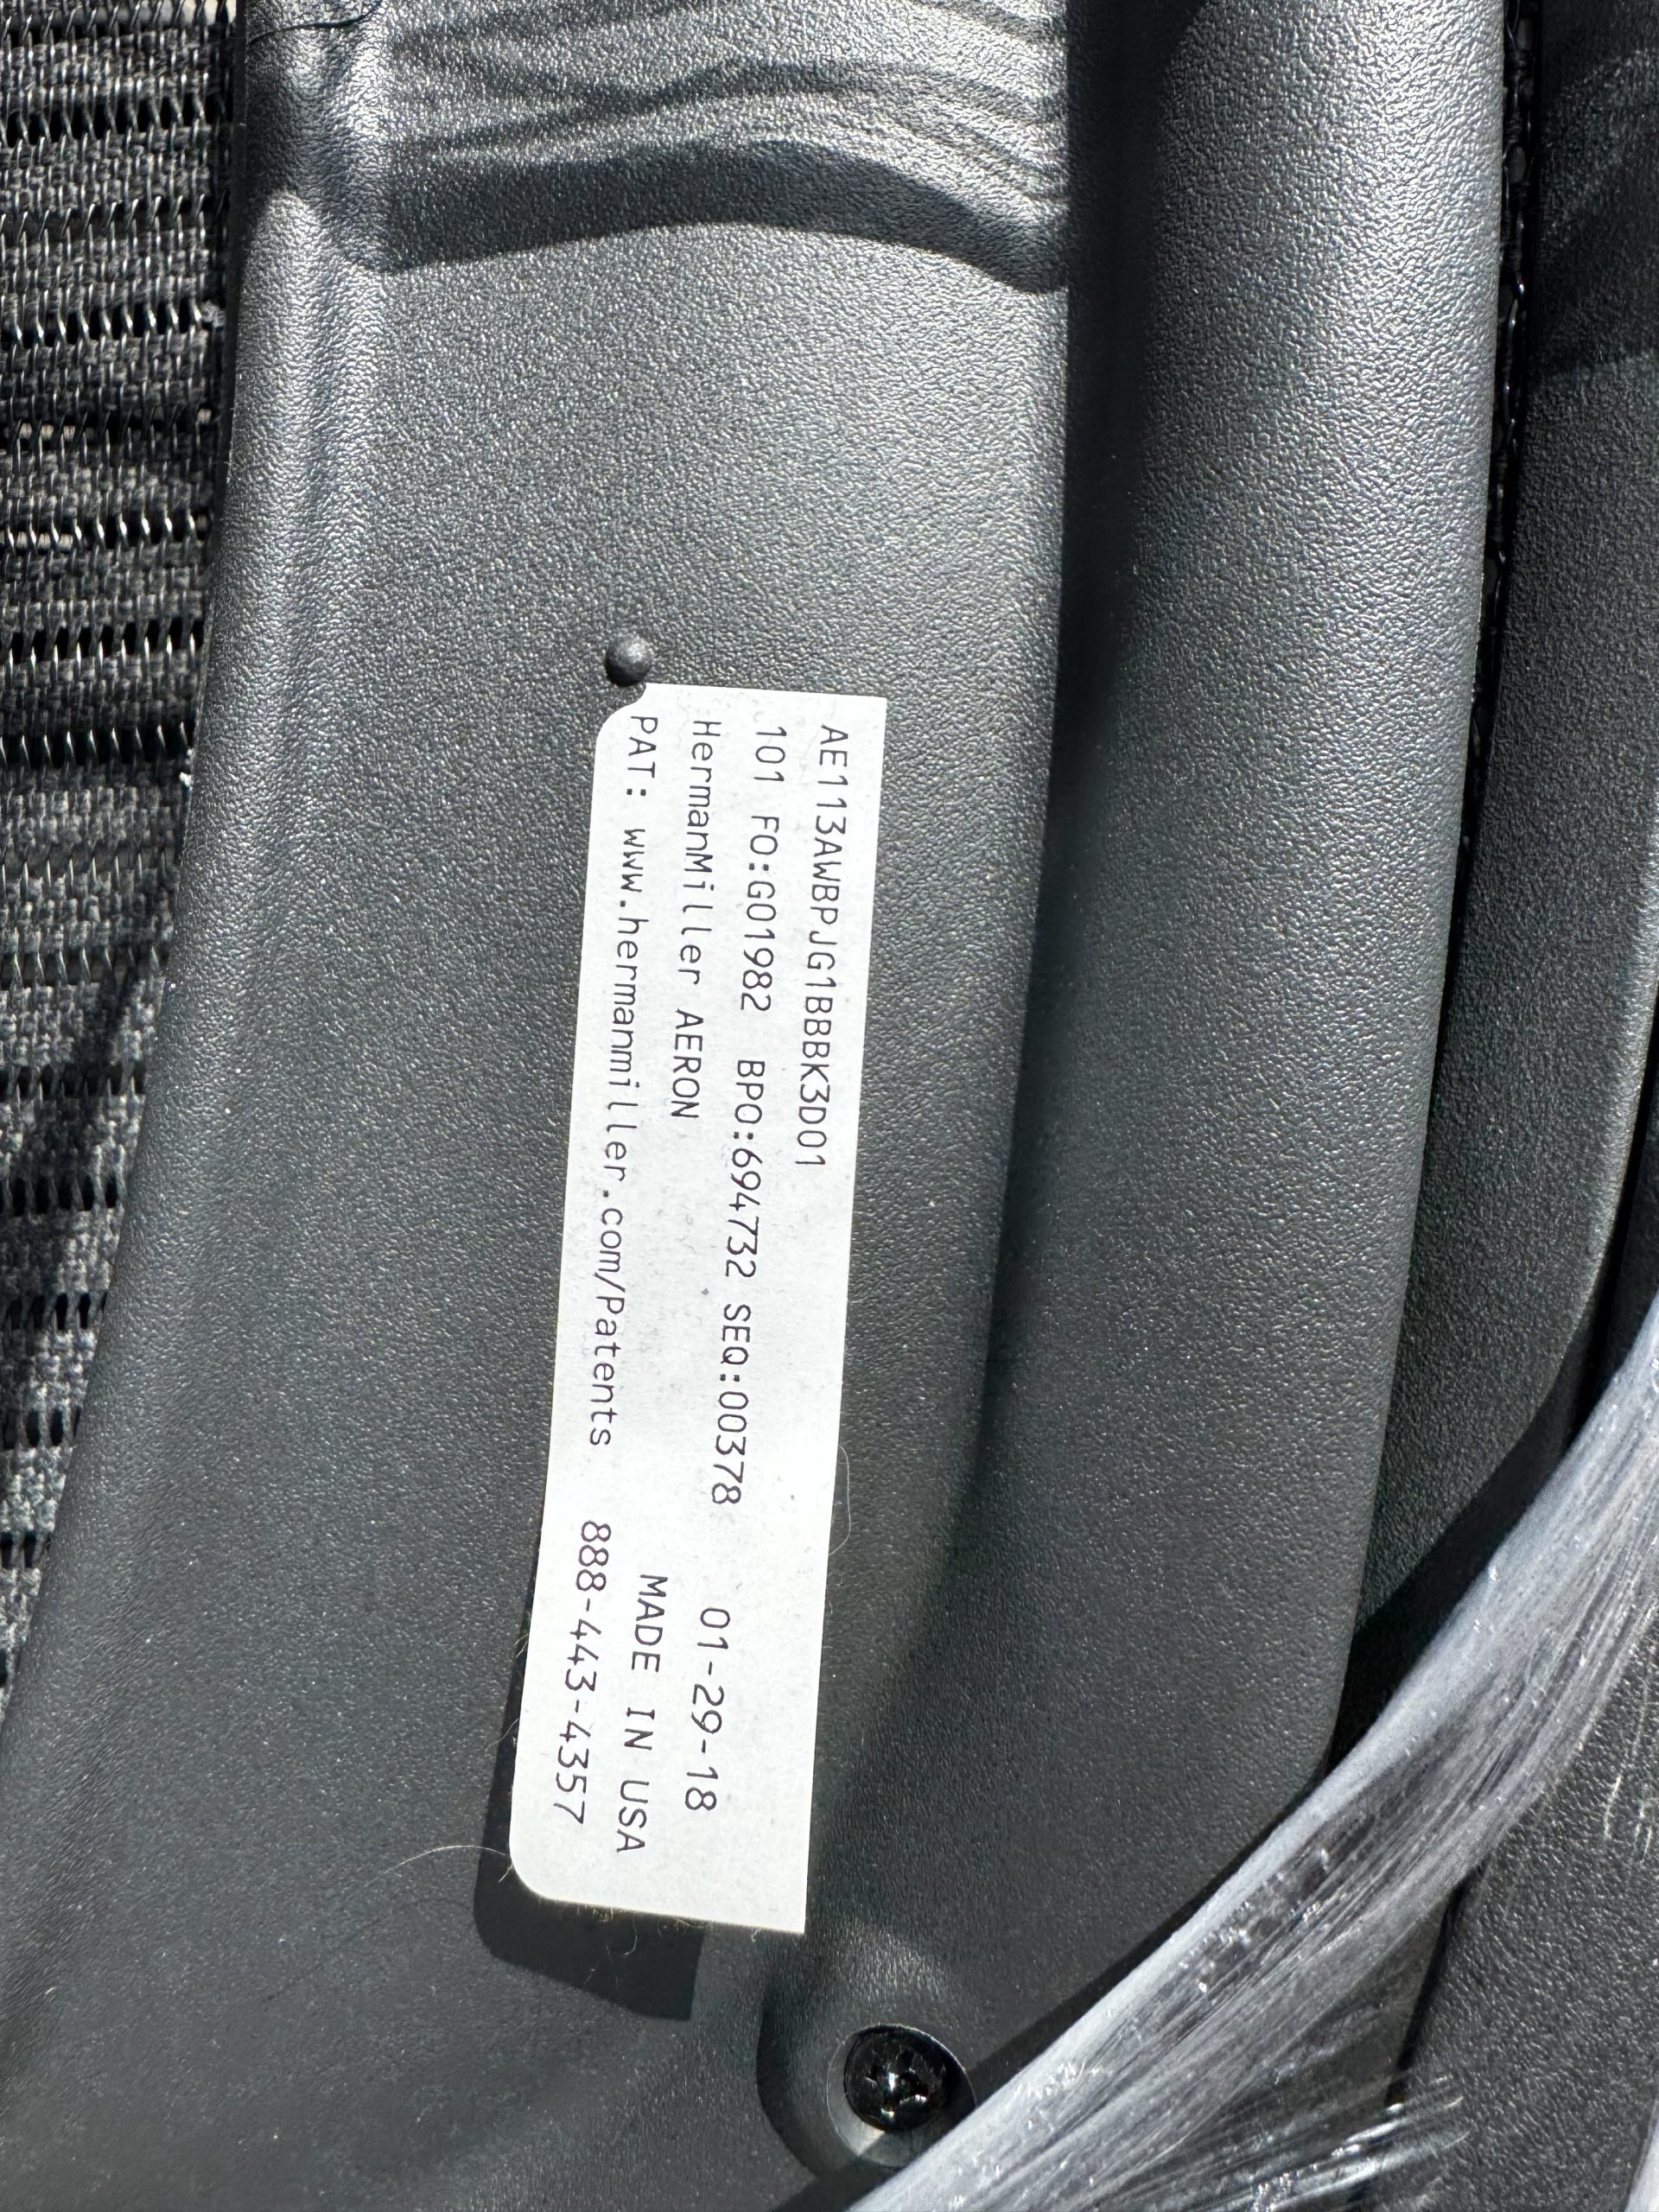 AE113AWBPJG1BBBK3D01
101 FO:G01982 BPO:694732 SEQ:00378 01-29-18
HermanMiller AERON MADE IN USA
PAT: www.hermanmiller.com/Patents 888-443-4357